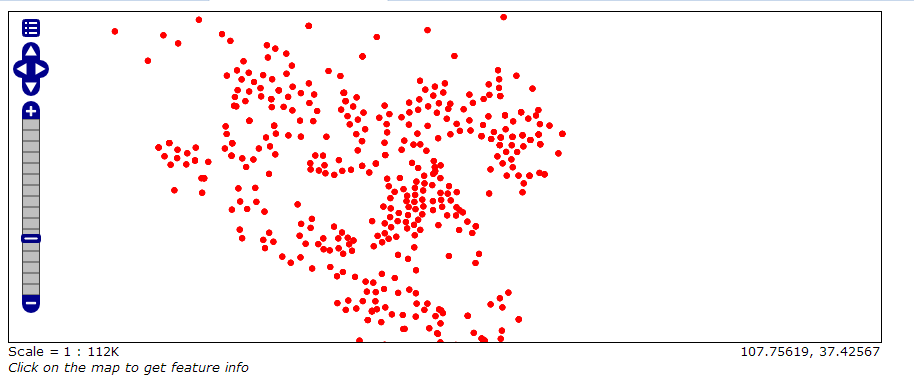 Scale = 1 : 112K
107.75619, 37.42567
Click on the map to get feature info